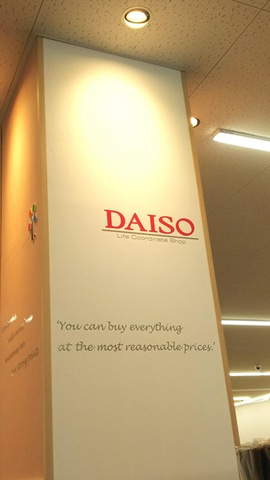 DAISO
Life Coordinate Shop
'You can buy everything
at the most reasonable prices.'